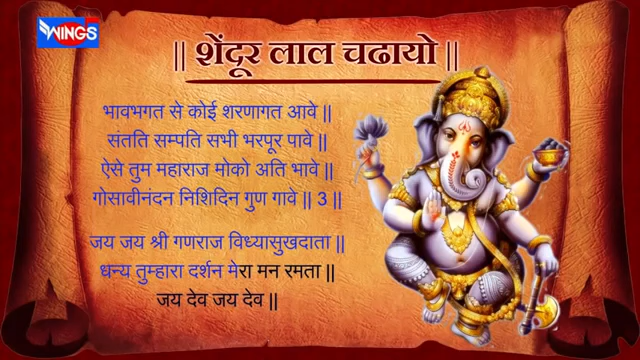 WINGS
|| शेंदूर लाल चढायो ||
भावभगत से कोई शरणागत आवे ||
संतति सम्पति सभी भरपूर पावे ||
ऐसे तुम महाराज मोको अति भावे ||
गोसावीनंदन निशिदिन गुण गावे || 3 ||
जय जय श्री गणराज विध्यासुखदाता ||
धन्य तुम्हारा दर्शन मेरा मन रमता ||
जय देव जय देव ||